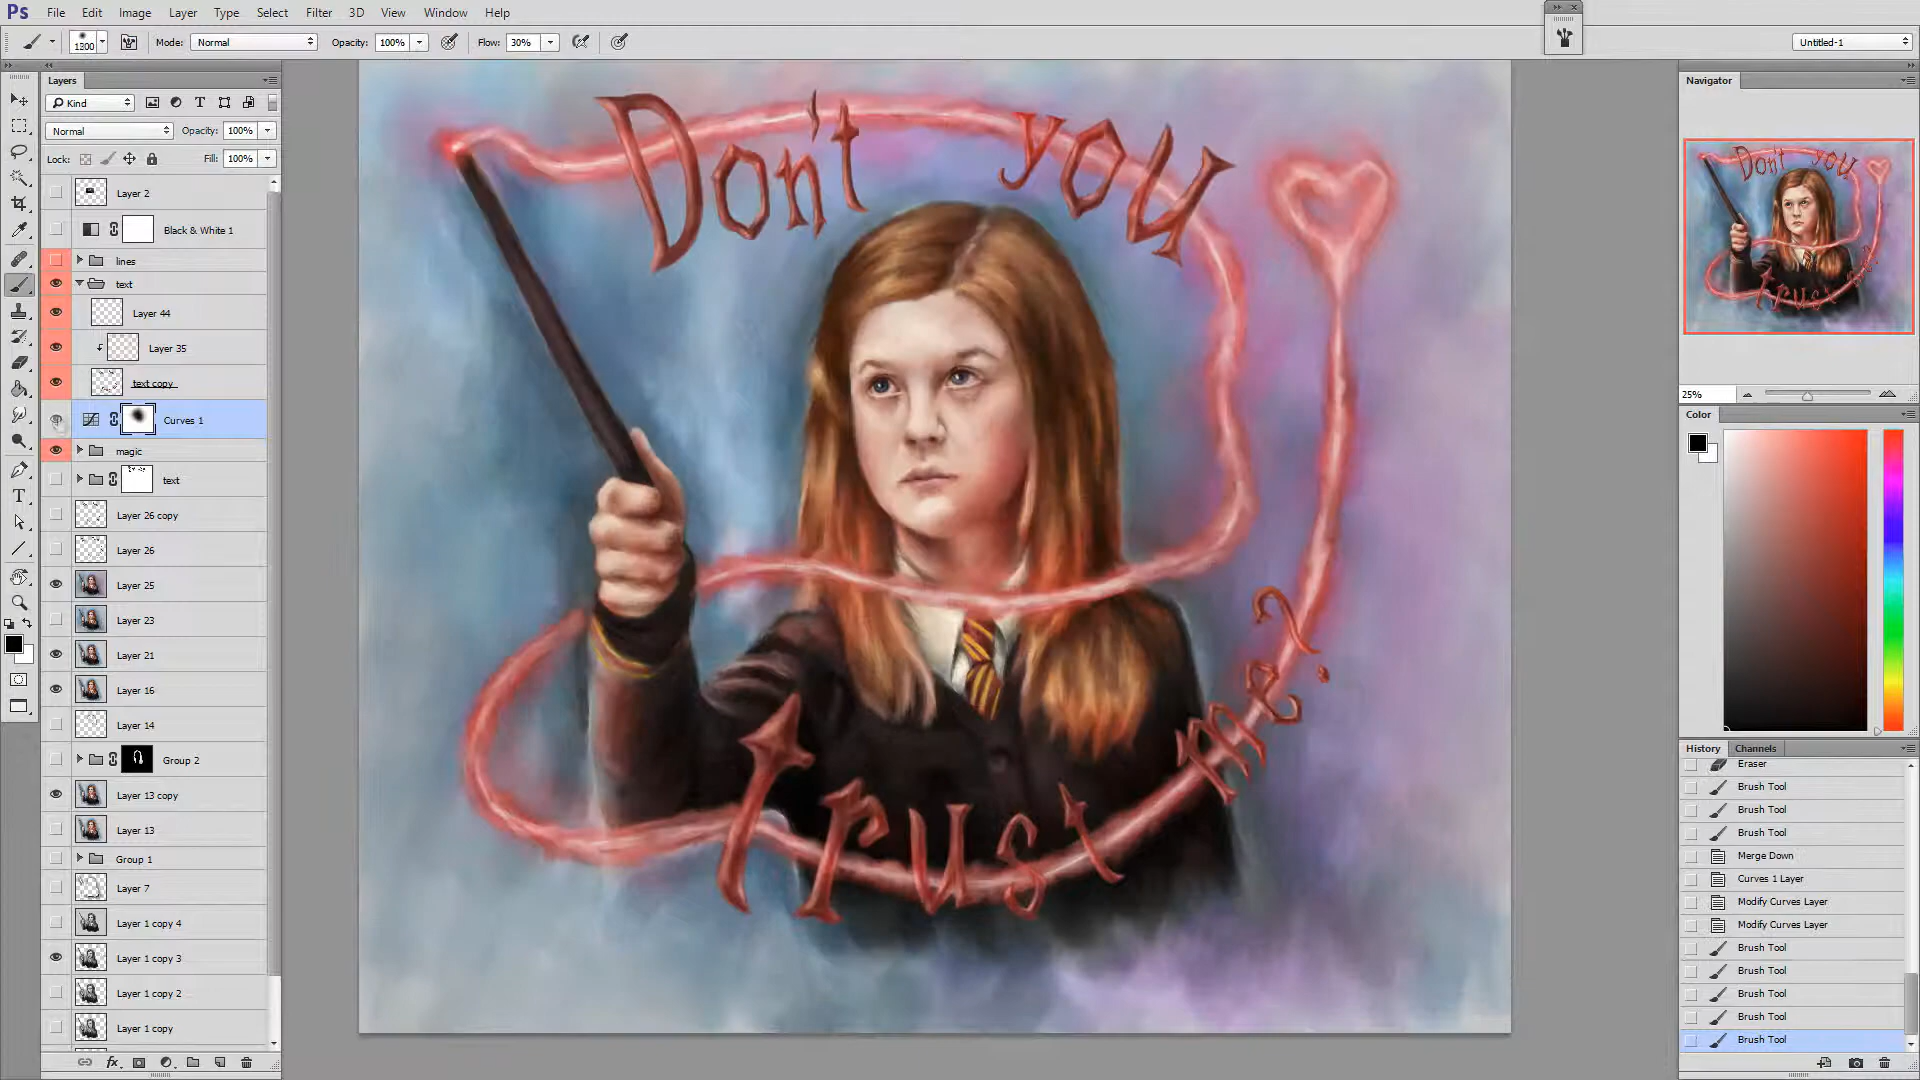 Ps File Edit Image Layer Type Select Filter 3D View Window Help
1300 Mode: Normal Opacity: 100% Flow: 30% Untitled-1
Layers
Kind
Normal Opacity: 100%
Lock: Fill: 100%
Layer 2
Black & White 1
lines
text
Layer 44
Layer 35
text copy
Curves 1
magic
text
Layer 26 copy
Layer 26
Layer 25
Layer 23
Layer 21
Layer 16
Layer 14
Group 2
Layer 13 copy
Layer 13
Group 1
Layer 7
Layer 1 copy 4
Layer 1 copy 3
Layer 1 copy 2
Layer 1 copy
fx
Don't you
trust me?
Navigator
Don't you
trust me?
25%
Color
History Channels
Eraser
Brush Tool
Brush Tool
Brush Tool
Merge Down
Curves 1 Layer
Modify Curves Layer
Modify Curves Layer
Brush Tool
Brush Tool
Brush Tool
Brush Tool
Brush Tool